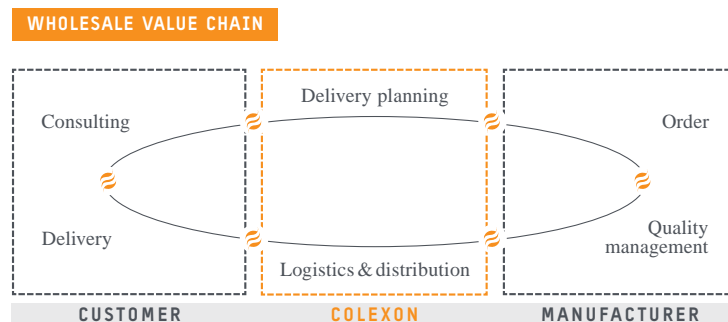 WHOLESALE VALUE CHAIN
Delivery planning
Consulting
Order
Delivery
Quality
management
Logistics & distribution
CUSTOMER
COLEXON
MANUFACTURER